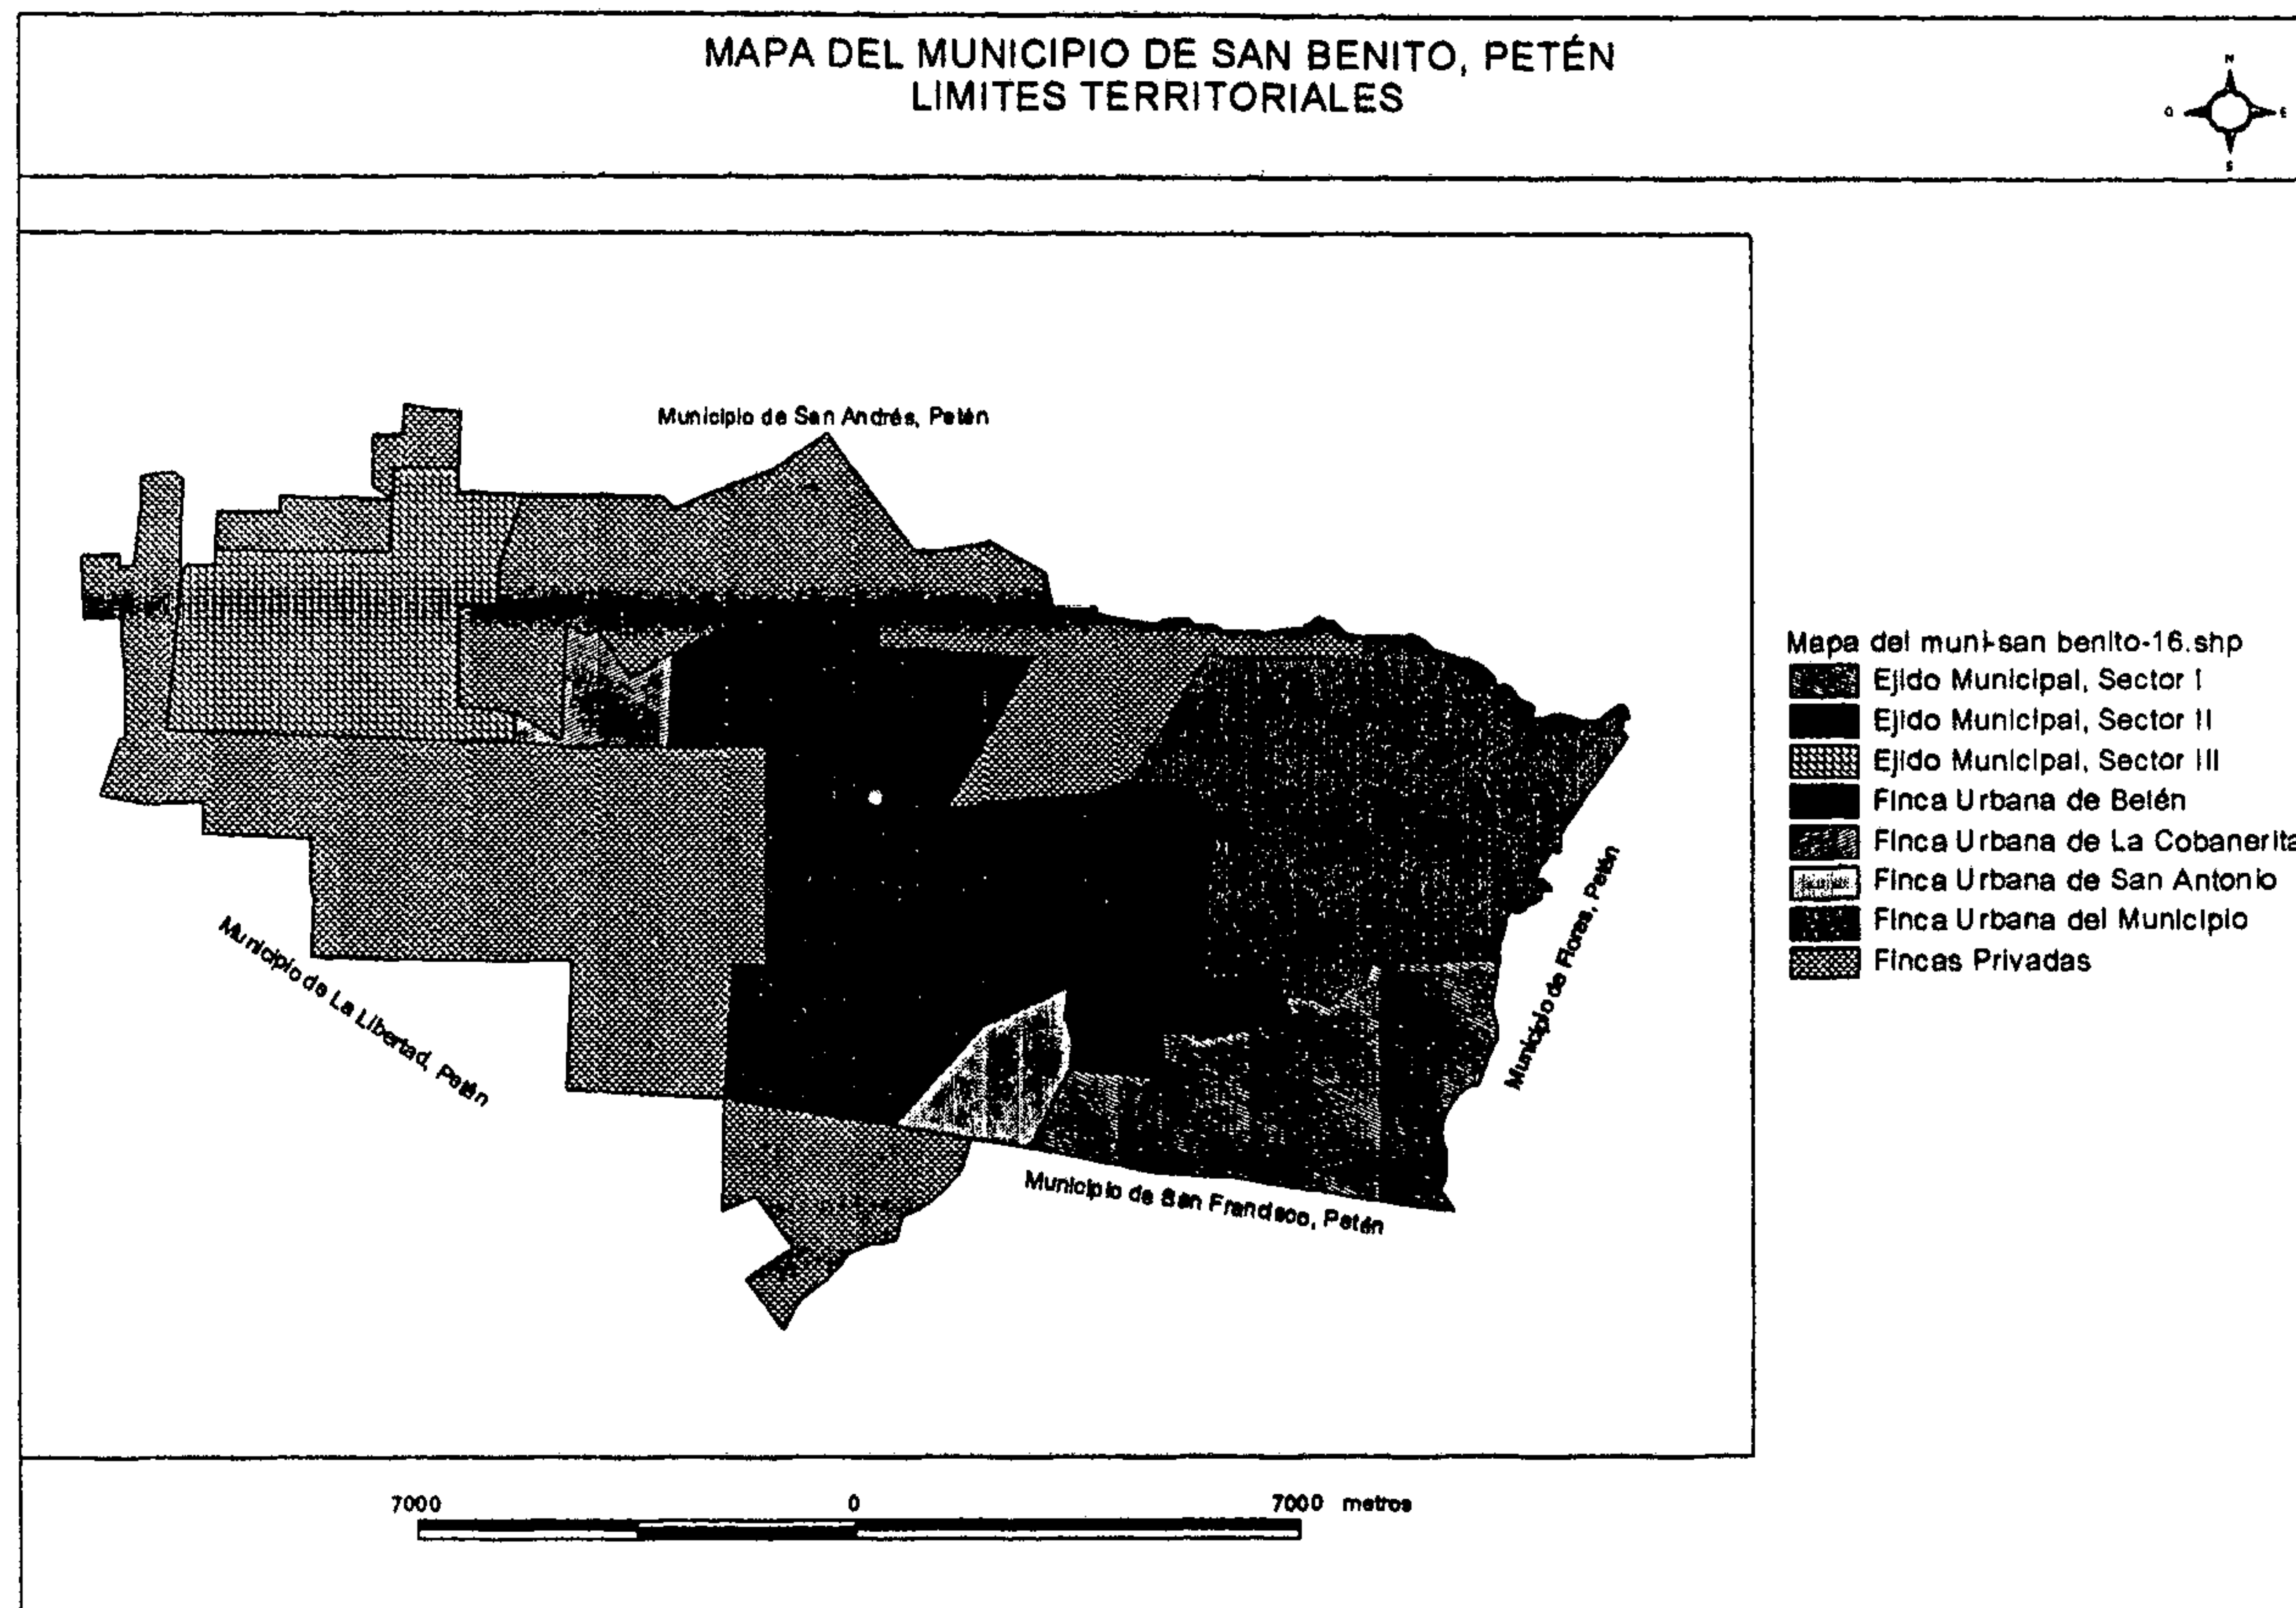 MAPA DEL MUNICIPIO DE SAN BENITO, PETÉN
LIMITES TERRITORIALES
N
O
E
S
Municipio de San Andrés, Petén
Municipio de La Libertad, Petén
Municipio de Flores, Petén
Municipio de San Francisco, Petén
Mapa del muni-san benito-16.shp
Ejido Municipal, Sector I
Ejido Municipal, Sector II
Ejido Municipal, Sector III
Finca Urbana de Belén
Finca Urbana de La Cobanerita
Finca Urbana de San Antonio
Finca Urbana del Municipio
Fincas Privadas
7000 0 7000 metros